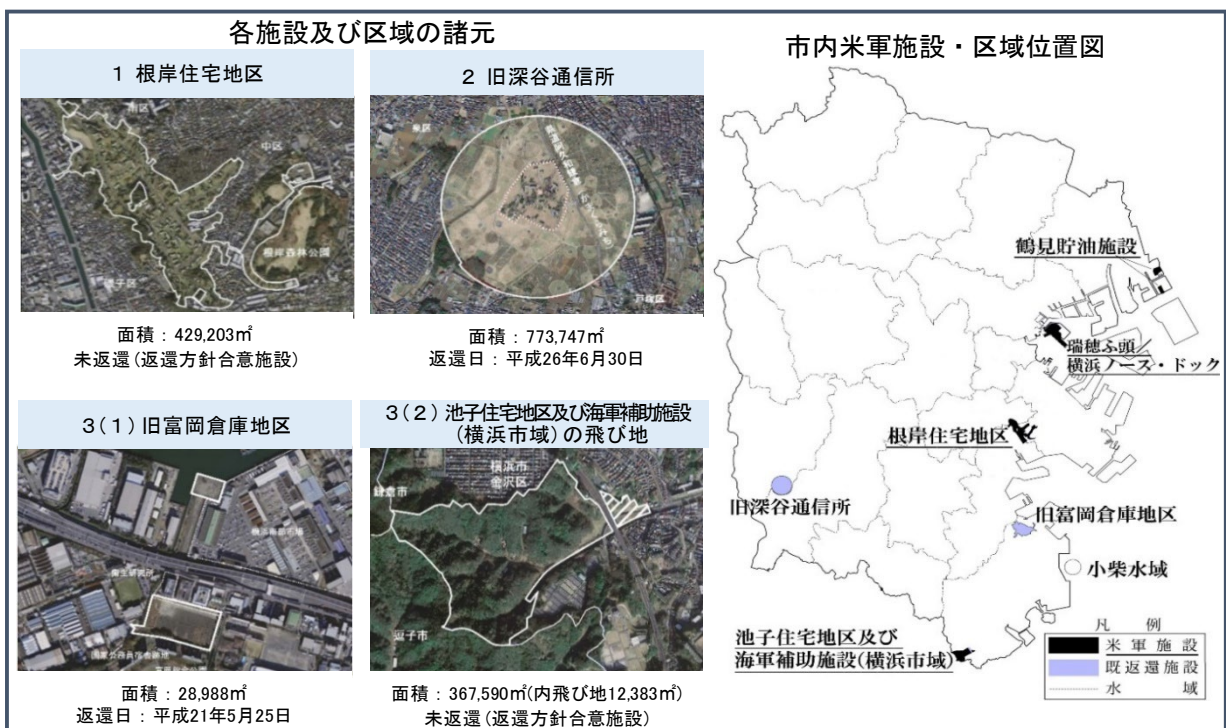 各施設及び区域の諸元
1 根岸住宅地区
南区
中区
根岸森林公園
磯子区
面積：429,203㎡
未返還(返還方針合意施設)
2 旧深谷通信所
泉区
戸塚区
面積：773,747㎡
返還日：平成26年6月30日
3(1)旧富岡倉庫地区
横浜南部市場
面積：28,988㎡
返還日：平成21年5月25日
3(2)池子住宅地区及び海軍補助施設
(横浜市域)の飛び地
横浜市
金沢区
鎌倉市
逗子市
面積：367,590㎡(内飛び地12,383㎡)
未返還(返還方針合意施設)
市内米軍施設・区域位置図
鶴見貯油施設
瑞穂ふ頭
横浜ノース・ドック
根岸住宅地区
旧深谷通信所
旧富岡倉庫地区
小柴水域
池子住宅地区及び
海軍補助施設(横浜市域)
凡例
米軍施設
既返還施設
水域